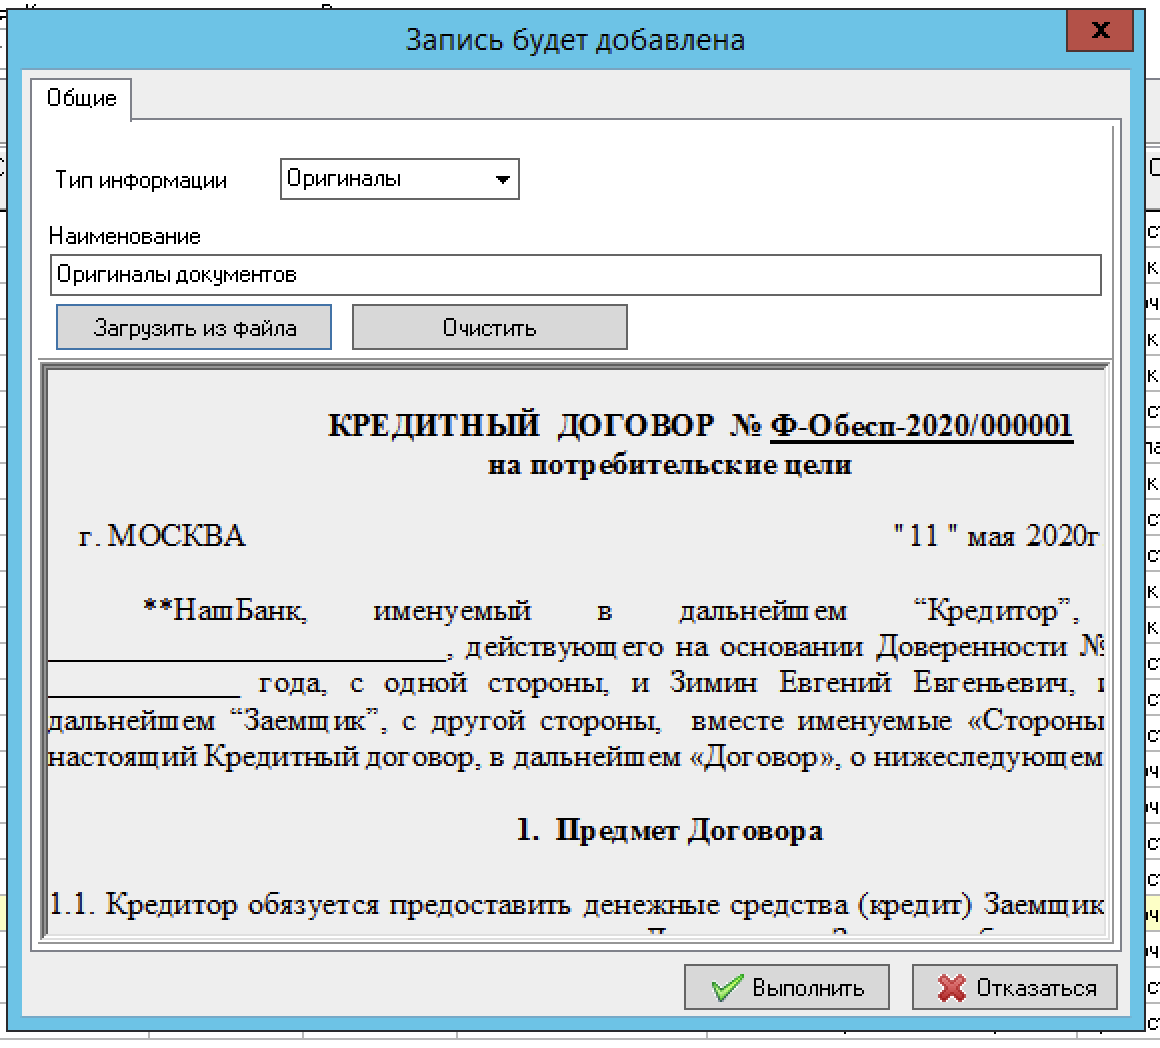 Запись будет добавлена
x
Общие
Тип информации
Оригиналы
Наименование
Оригиналы документов
Загрузить из файла
Очистить
КРЕДИТНЫЙ ДОГОВОР № Ф-Обесп-2020/000001
на потребительские цели
г. МОСКВА "11 " мая 2020г
**НашБанк, именуемый в дальнейшем “Кредитор”,
____________________________, действующего на основании Доверенности №
_____________ года, с одной стороны, и Зимин Евгений Евгеньевич,
дальнейшем “Заемщик”, с другой стороны, вместе именуемые «Стороны
настоящий Кредитный договор, в дальнейшем «Договор», о нижеследующем
1. Предмет Договора
1.1. Кредитор обязуется предоставить денежные средства (кредит) Заемщик
Выполнить
Отказаться